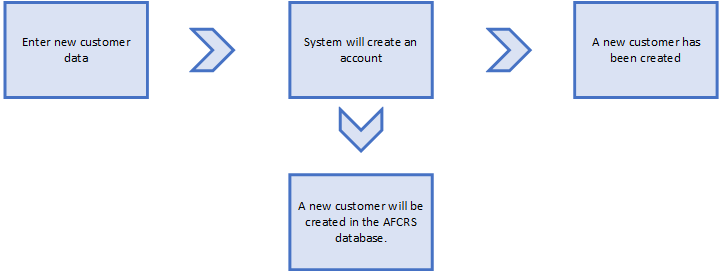 Enter new customer
data
System will create an
account
A new customer has
been created
A new customer will be
created in the AFCRS
database.